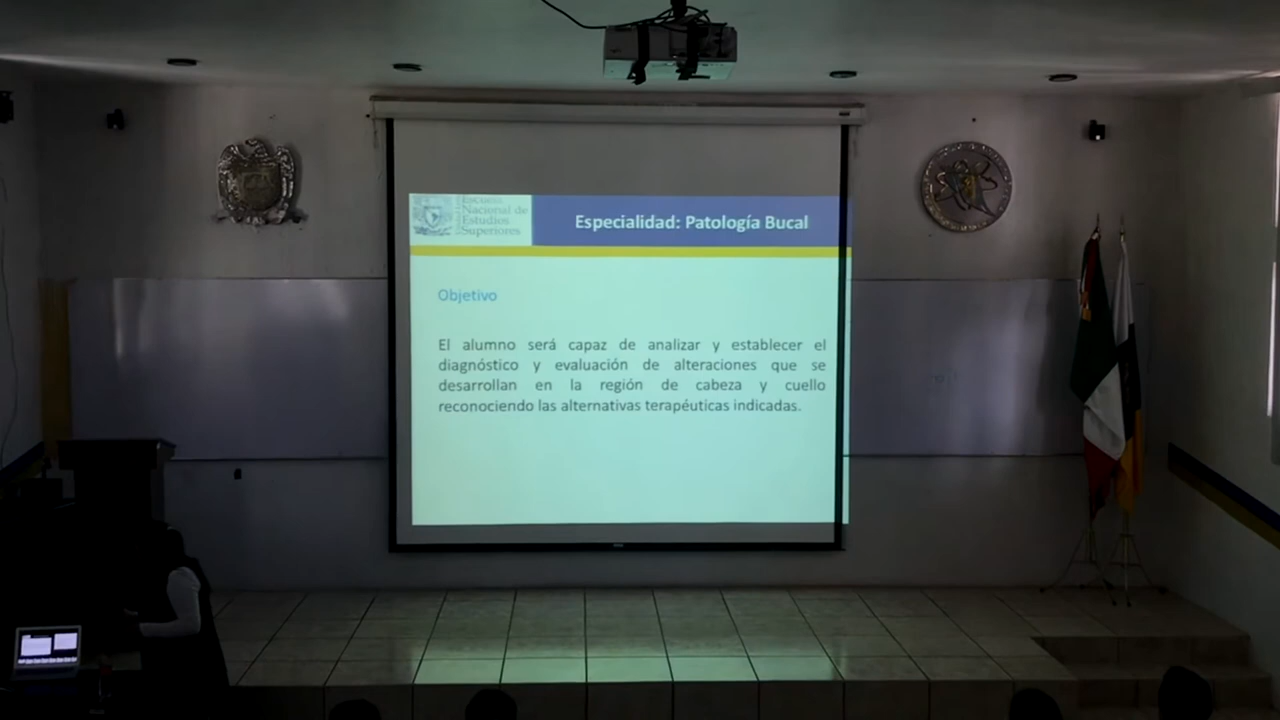 Escuela
Nacional de
Estudios
Superiores
Especialidad: Patología Bucal
Objetivo
El alumno será capaz de analizar y establecer el
diagnóstico y evaluación de alteraciones que se
desarrollan en la región de cabeza y cuello
reconociendo las alternativas terapéuticas indicadas.